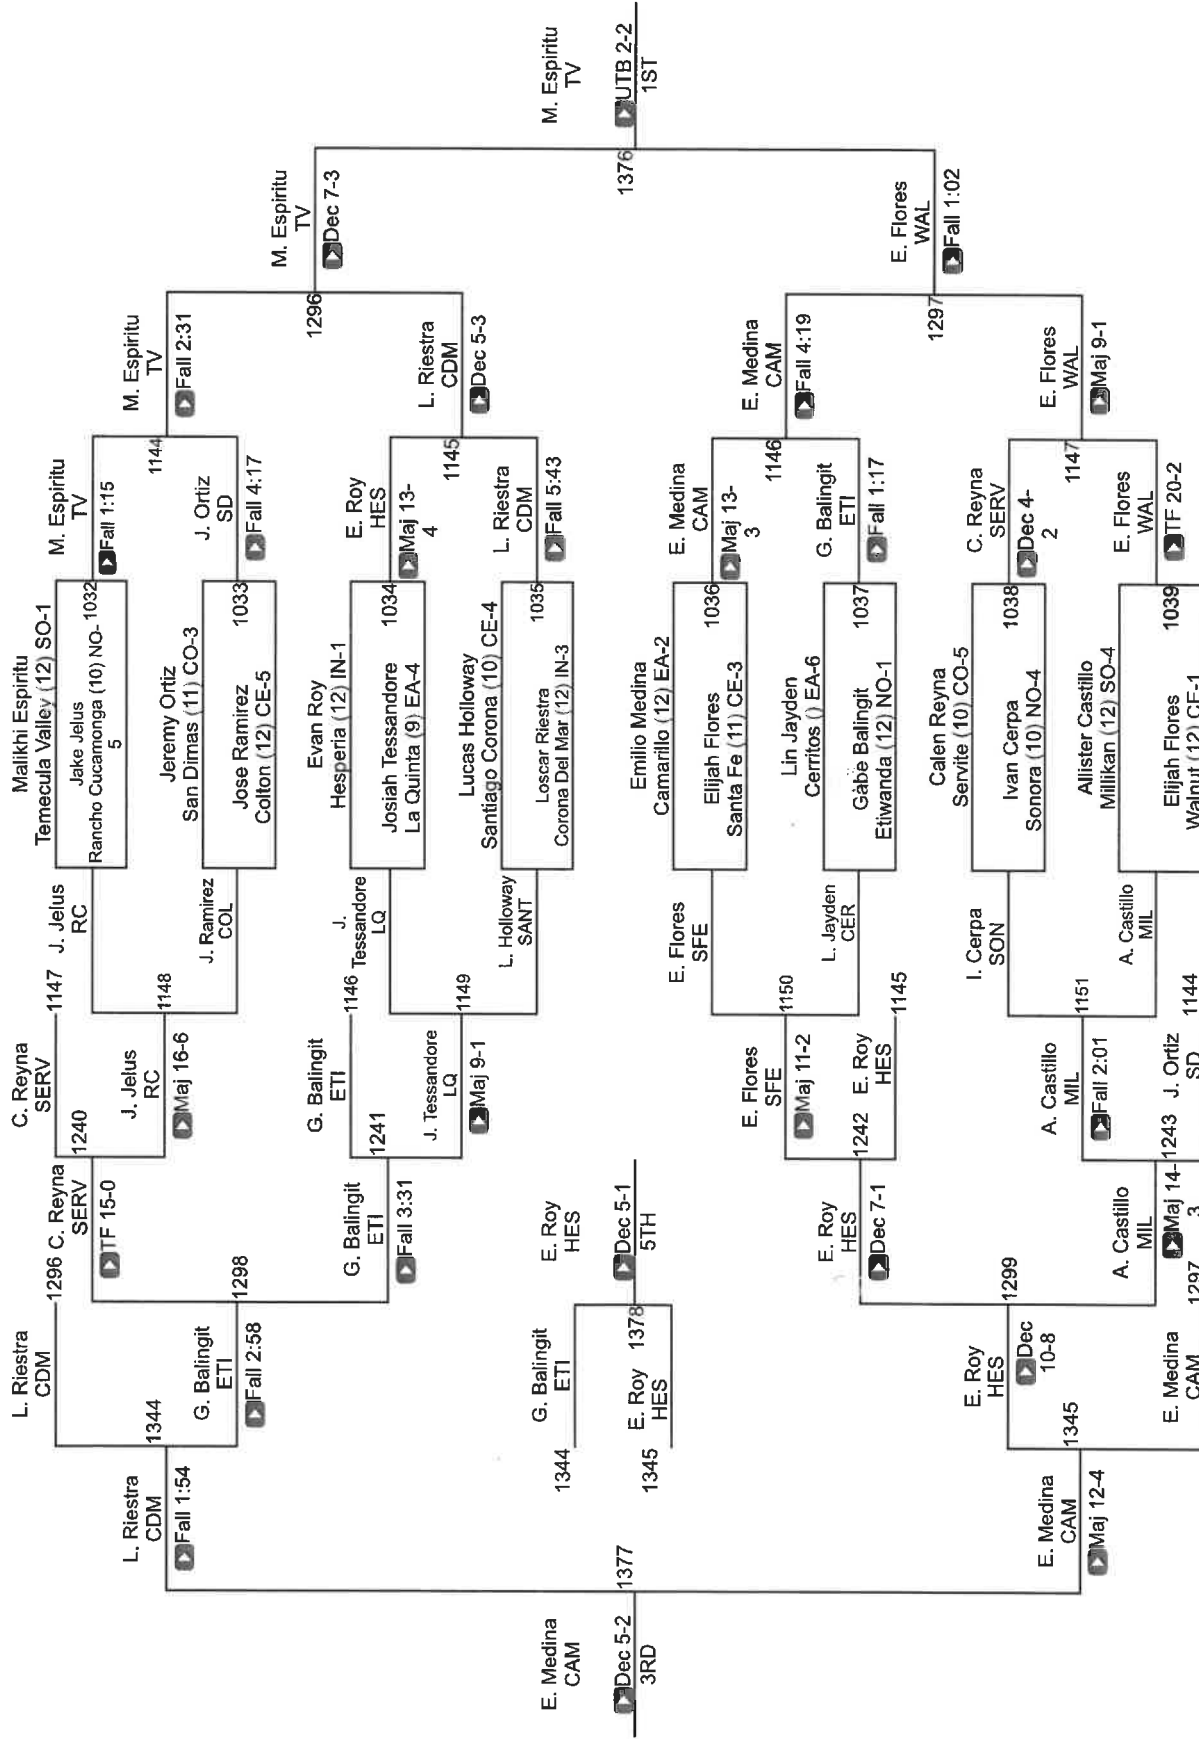 Malikhi Espiritu
Temecula Valley (12) SO-1
Jake Jelus
Rancho Cucamonga (10) NO-
5
1032
Jeremy Ortiz
San Dimas (11) CO-3
Jose Ramirez
Colton (12) CE-5
1033
Evan Roy
Hesperia (12) IN-1
Josiah Tessandore
La Quinta (9) EA-4
1034
Lucas Holloway
Santiago Corona (10) CE-4
Loscar Riestra
Corona Del Mar (12) IN-3
1035
Emilio Medina
Camarillo (12) EA-2
Elijah Flores
Santa Fe (11) CE-3
1036
Lin Jayden
Cerritos () EA-6
Gabe Balingit
Etiwanda (12) NO-1
1037
Calen Reyna
Servite (10) CO-5
Ivan Cerpa
Sonora (10) NO-4
1038
Allister Castillo
Millikan (12) SO-4
Elijah Flores
Walnut (12) CE-1
1039
M. Espiritu
TV
Fall 1:15
1144
J. Ortiz
SD
Fall 4:17
E. Roy
HES
Maj 13-
4
1145
L. Riestra
CDM
Fall 5:43
E. Medina
CAM
Maj 13-
3
1146
G. Balingit
ETI
Fall 1:17
C. Reyna
SERV
Dec 4-
2
1147
E. Flores
WAL
TF 20-2
M. Espiritu
TV
Fall 2:31
1296
L. Riestra
CDM
Dec 5-3
E. Medina
CAM
Fall 4:19
1297
E. Flores
WAL
Maj 9-1
M. Espiritu
TV
Dec 7-3
1376
E. Flores
WAL
Fall 1:02
M. Espiritu
TV
UTB 2-2
1ST
J. Jelus
RC
1148
J. Ramirez
COL
J.
Tessandore
LQ
1149
L. Holloway
SANT
E. Flores
SFE
1150
L. Jayden
CER
I. Cerpa
SON
1151
A. Castillo
MIL
C. Reyna
SERV
1147
1240
J. Jelus
RC
Maj 16-6
G. Balingit
ETI
1146
1241
J. Tessandore
LQ
Maj 9-1
E. Flores
SFE
Maj 11-2
1242
E. Roy
HES
1145
A. Castillo
MIL
Fall 2:01
1243
J. Ortiz
SD
1144
L. Riestra
CDM
1296
C. Reyna
SERV
TF 15-0
1298
G. Balingit
ETI
Fall 3:31
E. Roy
HES
Dec 7-1
1299
A. Castillo
MIL
Maj 14-
3
1297
1344
G. Balingit
ETI
Fall 2:58
E. Roy
HES
Dec
10-8
1345
E. Medina
CAM
L. Riestra
CDM
Fall 1:54
1377
E. Medina
CAM
Maj 12-4
E. Medina
CAM
Dec 5-2
3RD
1344
G. Balingit
ETI
1378
1345
E. Roy
HES
E. Roy
HES
Dec 5-1
5TH